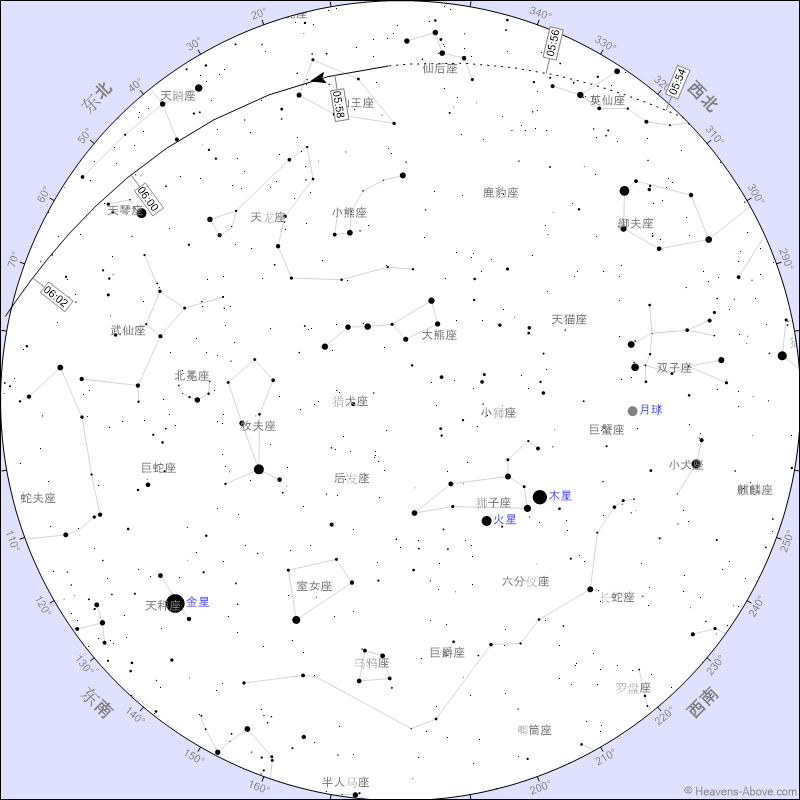 20°
340°
05:56
330°
30°
仙后座
东北
40°
天鹅座
05:58
王座
英仙座
320°
05:54
西北
310°
50°
60°
天琴座
06:00
天龙座
小熊座
鹿豹座
御夫座
300°
70°
290°
06:02
武仙座
大熊座
天猫座
北冕座
双子座
猎犬座
小狮座
月球
牧夫座
巨蟹座
巨蛇座
后发座
小犬座
蛇夫座
狮子座
木星
麒麟座
火星
110°
250°
室女座
六分仪座
天秤座
金星
长蛇座
120°
240°
乌鸦座
巨爵座
130°
230°
罗盘座
东南
西南
140°
220°
唧筒座
150°
210°
160°
半人马座
200°
© Heavens-Above.com